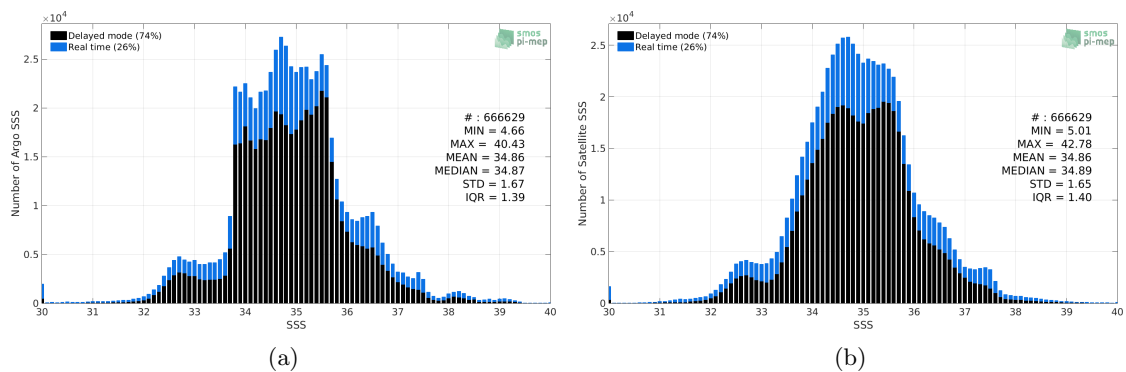 ×10⁴
Delayed mode (74%)
Real time (26%)
smos
pi-mep
2.5
2
1.5
1
0.5
0
Number of Argo SSS
# : 666629
MIN = 4.66
MAX = 40.43
MEAN = 34.86
MEDIAN = 34.87
STD = 1.67
IQR = 1.39
30 31 32 33 34 35 36 37 38 39 40
SSS
(a)
×10⁴
Delayed mode (74%)
Real time (26%)
smos
pi-mep
2.5
2
1.5
1
0.5
0
Number of Satellite SSS
# : 666629
MIN = 5.01
MAX = 42.78
MEAN = 34.86
MEDIAN = 34.89
STD = 1.65
IQR = 1.40
30 31 32 33 34 35 36 37 38 39 40
SSS
(b)